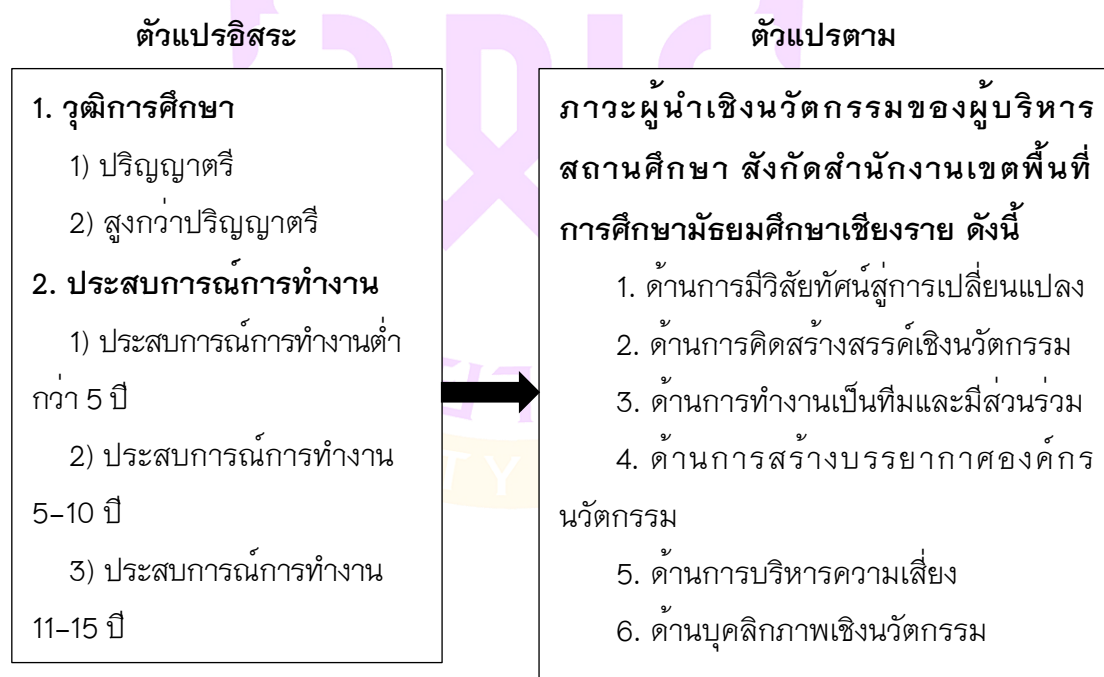 ตัวแปรอิสระ
1. วุฒิการศึกษา
1) ปริญญาตรี
2) สูงกว่าปริญญาตรี
2. ประสบการณ์การทำงาน
1) ประสบการณ์การทำงานต่ำ
กว่า 5 ปี
2) ประสบการณ์การทำงาน
5–10 ปี
3) ประสบการณ์การทำงาน
11–15 ปี
ตัวแปรตาม
ภาวะผู้นำเชิงนวัตกรรมของผู้บริหาร
สถานศึกษา สังกัดสำนักงานเขตพื้นที่
การศึกษามัธยมศึกษาเชียงราย ดังนี้
1. ด้านการมีวิสัยทัศน์สู่การเปลี่ยนแปลง
2. ด้านการคิดสร้างสรรค์เชิงนวัตกรรม
3. ด้านการทำงานเป็นทีมและมีส่วนร่วม
4. ด้านการสร้างบรรยากาศองค์กร
นวัตกรรม
5. ด้านการบริหารความเสี่ยง
6. ด้านบุคลิกภาพเชิงนวัตกรรม